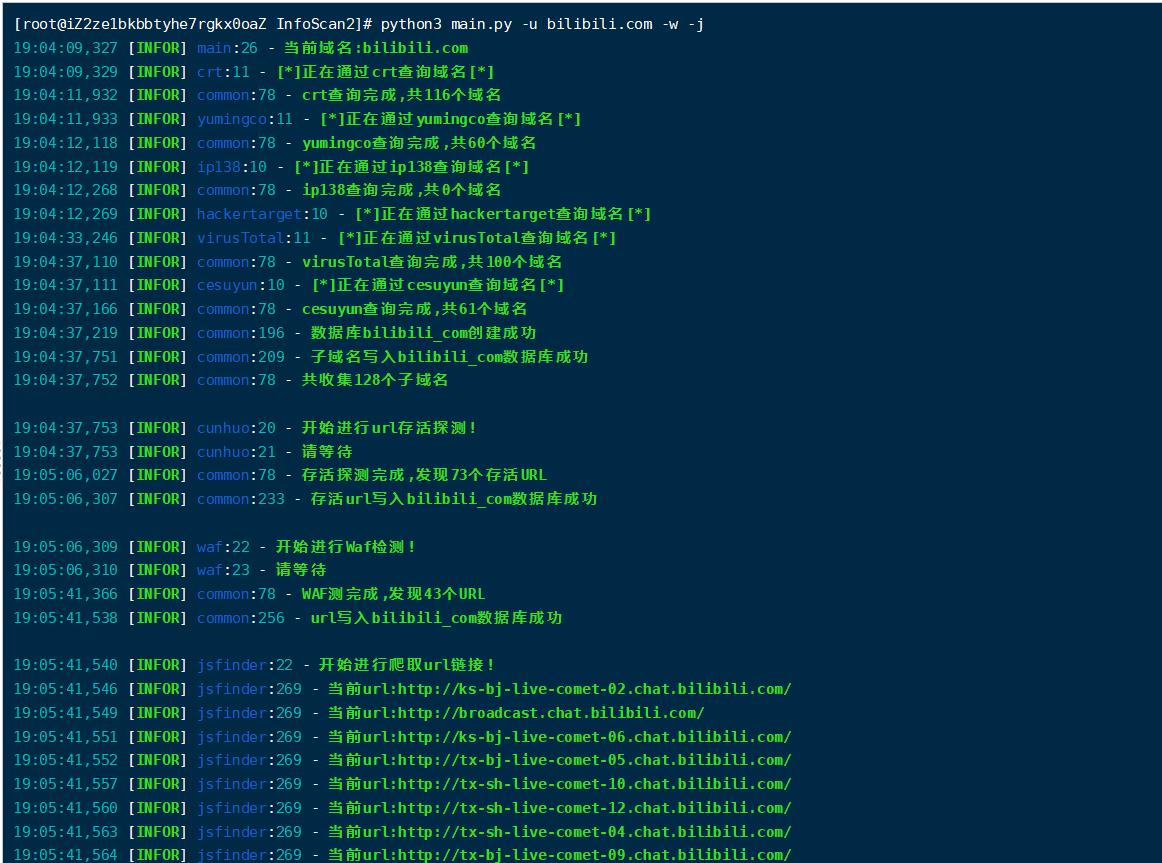 [root@iZ2ze1bkbbtyhe7rgkx0oaZ InfoScan2]# python3 main.py -u bilibili.com -w -j
19:04:09,327 [INFOR] main:26 - 当前域名:bilibili.com
19:04:09,329 [INFOR] crt:11 - [*]正在通过crt查询域名[*]
19:04:11,932 [INFOR] common:78 - crt查询完成,共116个域名
19:04:11,933 [INFOR] yumingco:11 - [*]正在通过yumingco查询域名[*]
19:04:12,118 [INFOR] common:78 - yumingco查询完成,共60个域名
19:04:12,119 [INFOR] ip138:10 - [*]正在通过ip138查询域名[*]
19:04:12,268 [INFOR] common:78 - ip138查询完成,共0个域名
19:04:12,269 [INFOR] hackertarget:10 - [*]正在通过hackertarget查询域名[*]
19:04:33,246 [INFOR] virusTotal:11 - [*]正在通过virusTotal查询域名[*]
19:04:37,110 [INFOR] common:78 - virusTotal查询完成,共100个域名
19:04:37,111 [INFOR] cesuyun:10 - [*]正在通过cesuyun查询域名[*]
19:04:37,166 [INFOR] common:78 - cesuyun查询完成,共61个域名
19:04:37,219 [INFOR] common:196 - 数据库bilibili_com创建成功
19:04:37,751 [INFOR] common:209 - 子域名写入bilibili_com数据库成功
19:04:37,752 [INFOR] common:78 - 共收集128个子域名
19:04:37,753 [INFOR] cunhuo:20 - 开始进行url存活探测!
19:04:37,753 [INFOR] cunhuo:21 - 请等待
19:05:06,027 [INFOR] common:78 - 存活探测完成,发现73个存活URL
19:05:06,307 [INFOR] common:233 - 存活url写入bilibili_com数据库成功
19:05:06,309 [INFOR] waf:22 - 开始进行Waf检测!
19:05:06,310 [INFOR] waf:23 - 请等待
19:05:41,366 [INFOR] common:78 - WAF测完成,发现43个URL
19:05:41,538 [INFOR] common:256 - url写入bilibili_com数据库成功
19:05:41,540 [INFOR] jsfinder:22 - 开始进行爬取url链接!
19:05:41,546 [INFOR] jsfinder:269 - 当前url:http://ks-bj-live-comet-02.chat.bilibili.com/
19:05:41,549 [INFOR] jsfinder:269 - 当前url:http://broadcast.chat.bilibili.com/
19:05:41,551 [INFOR] jsfinder:269 - 当前url:http://ks-bj-live-comet-06.chat.bilibili.com/
19:05:41,552 [INFOR] jsfinder:269 - 当前url:http://tx-bj-live-comet-05.chat.bilibili.com/
19:05:41,557 [INFOR] jsfinder:269 - 当前url:http://tx-sh-live-comet-10.chat.bilibili.com/
19:05:41,560 [INFOR] jsfinder:269 - 当前url:http://tx-sh-live-comet-12.chat.bilibili.com/
19:05:41,563 [INFOR] jsfinder:269 - 当前url:http://tx-sh-live-comet-04.chat.bilibili.com/
19:05:41,564 [INFOR] jsfinder:269 - 当前url:http://tx-bj-live-comet-09.chat.bilibili.com/